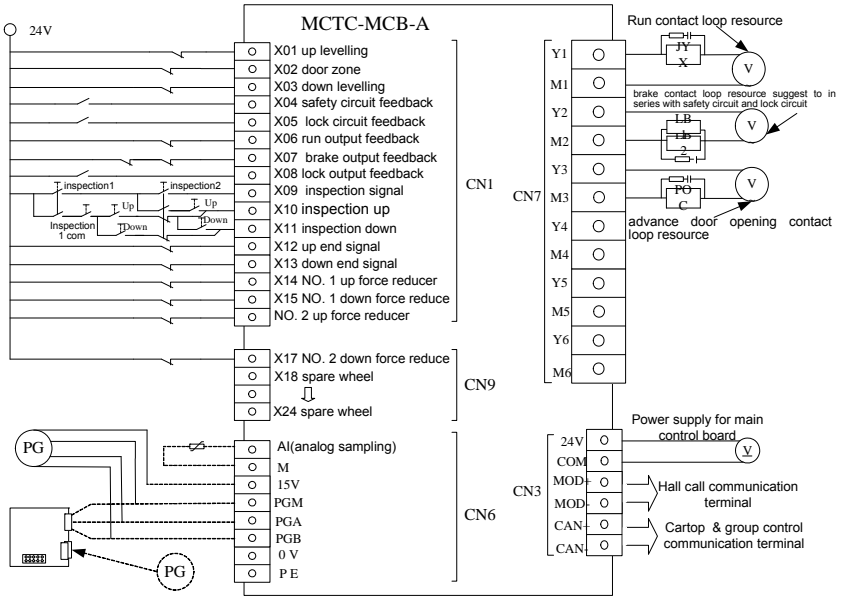 MCTC-MCB-A
24V
X01 up levelling
X02 door zone
X03 down levelling
X04 safety circuit feedback
X05 lock circuit feedback
X06 run output feedback
X07 brake output feedback
X08 lock output feedback
X09 inspection signal
X10 inspection up
X11 inspection down
X12 up end signal
X13 down end signal
X14 NO. 1 up force reducer
X15 NO. 1 down force reduce
NO. 2 up force reducer
inspection1
inspection2
Up
Up
Down
Inspection
1 com
Down
CN1
X17 NO. 2 down force reduce
X18 spare wheel
X24 spare wheel
CN9
AI(analog sampling)
M
15V
PGM
PGA
PGB
0 V
P E
CN6
PG
PG
CN7
Y1
M1
Y2
M2
Y3
M3
Y4
M4
Y5
M5
Y6
M6
Run contact loop resource
JY
X
V
brake contact loop resource suggest to in
series with safety circuit and lock circuit
LB
2
V
PO
C
V
advance door opening contact
loop resource
CN3
24V
COM
MOD+
MOD-
CAN+
CAN-
Power supply for main
control board
V
Hall call communication
terminal
Cartop & group control
communication terminal